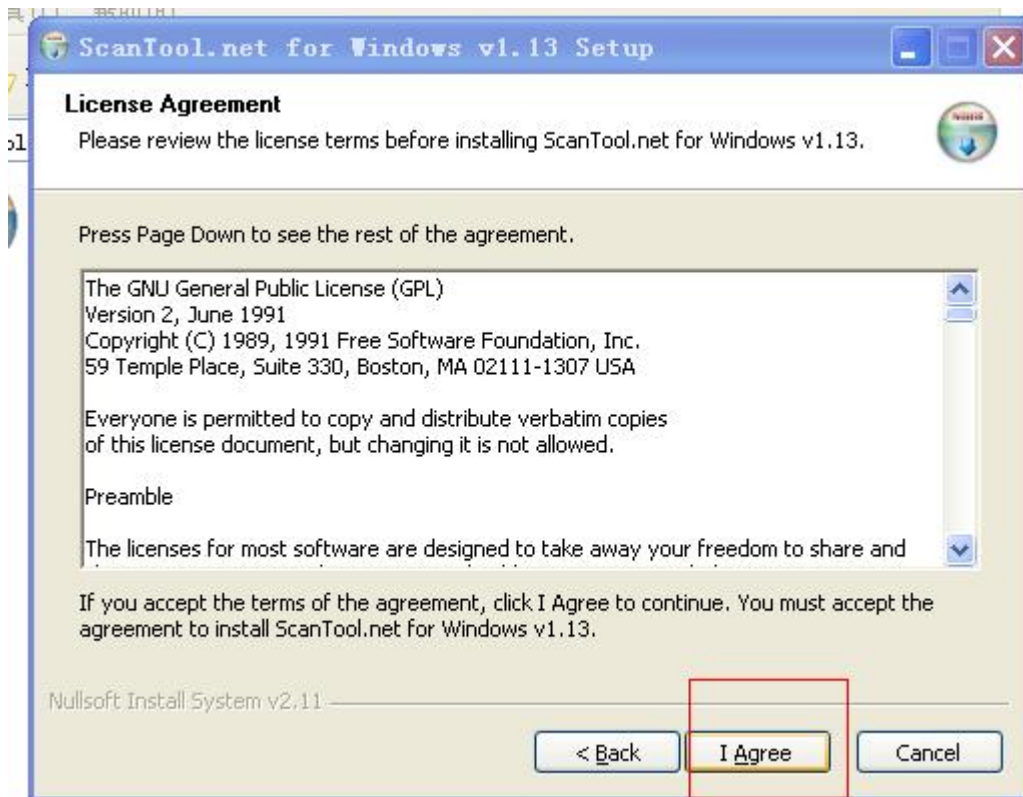 ScanTool.net for Windows v1.13 Setup
License Agreement
Please review the license terms before installing ScanTool.net for Windows v1.13.
Press Page Down to see the rest of the agreement.
The GNU General Public License (GPL)
Version 2, June 1991
Copyright (C) 1989, 1991 Free Software Foundation, Inc.
59 Temple Place, Suite 330, Boston, MA 02111-1307 USA
Everyone is permitted to copy and distribute verbatim copies
of this license document, but changing it is not allowed.
Preamble
The licenses for most software are designed to take away your freedom to share and
If you accept the terms of the agreement, click I Agree to continue. You must accept the
agreement to install ScanTool.net for Windows v1.13.
Nullsoft Install System v2.11
< Back
I Agree
Cancel